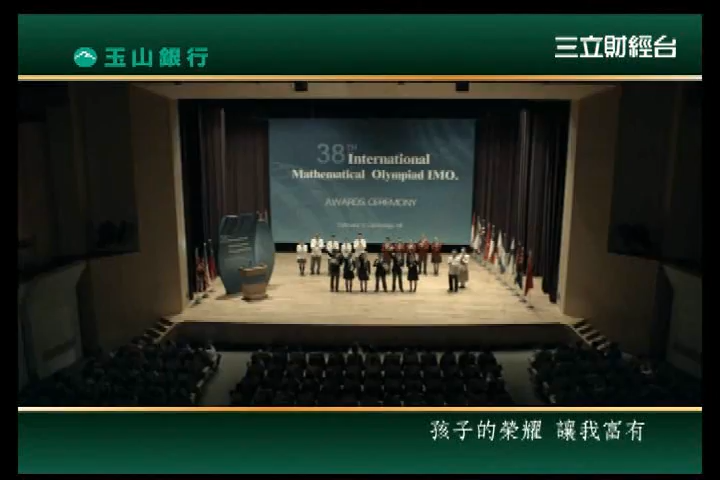 玉山銀行
三立財經台
38TH International
Mathematical Olympiad IMO.
AWARDS CEREMONY
孩子的榮耀 讓我富有